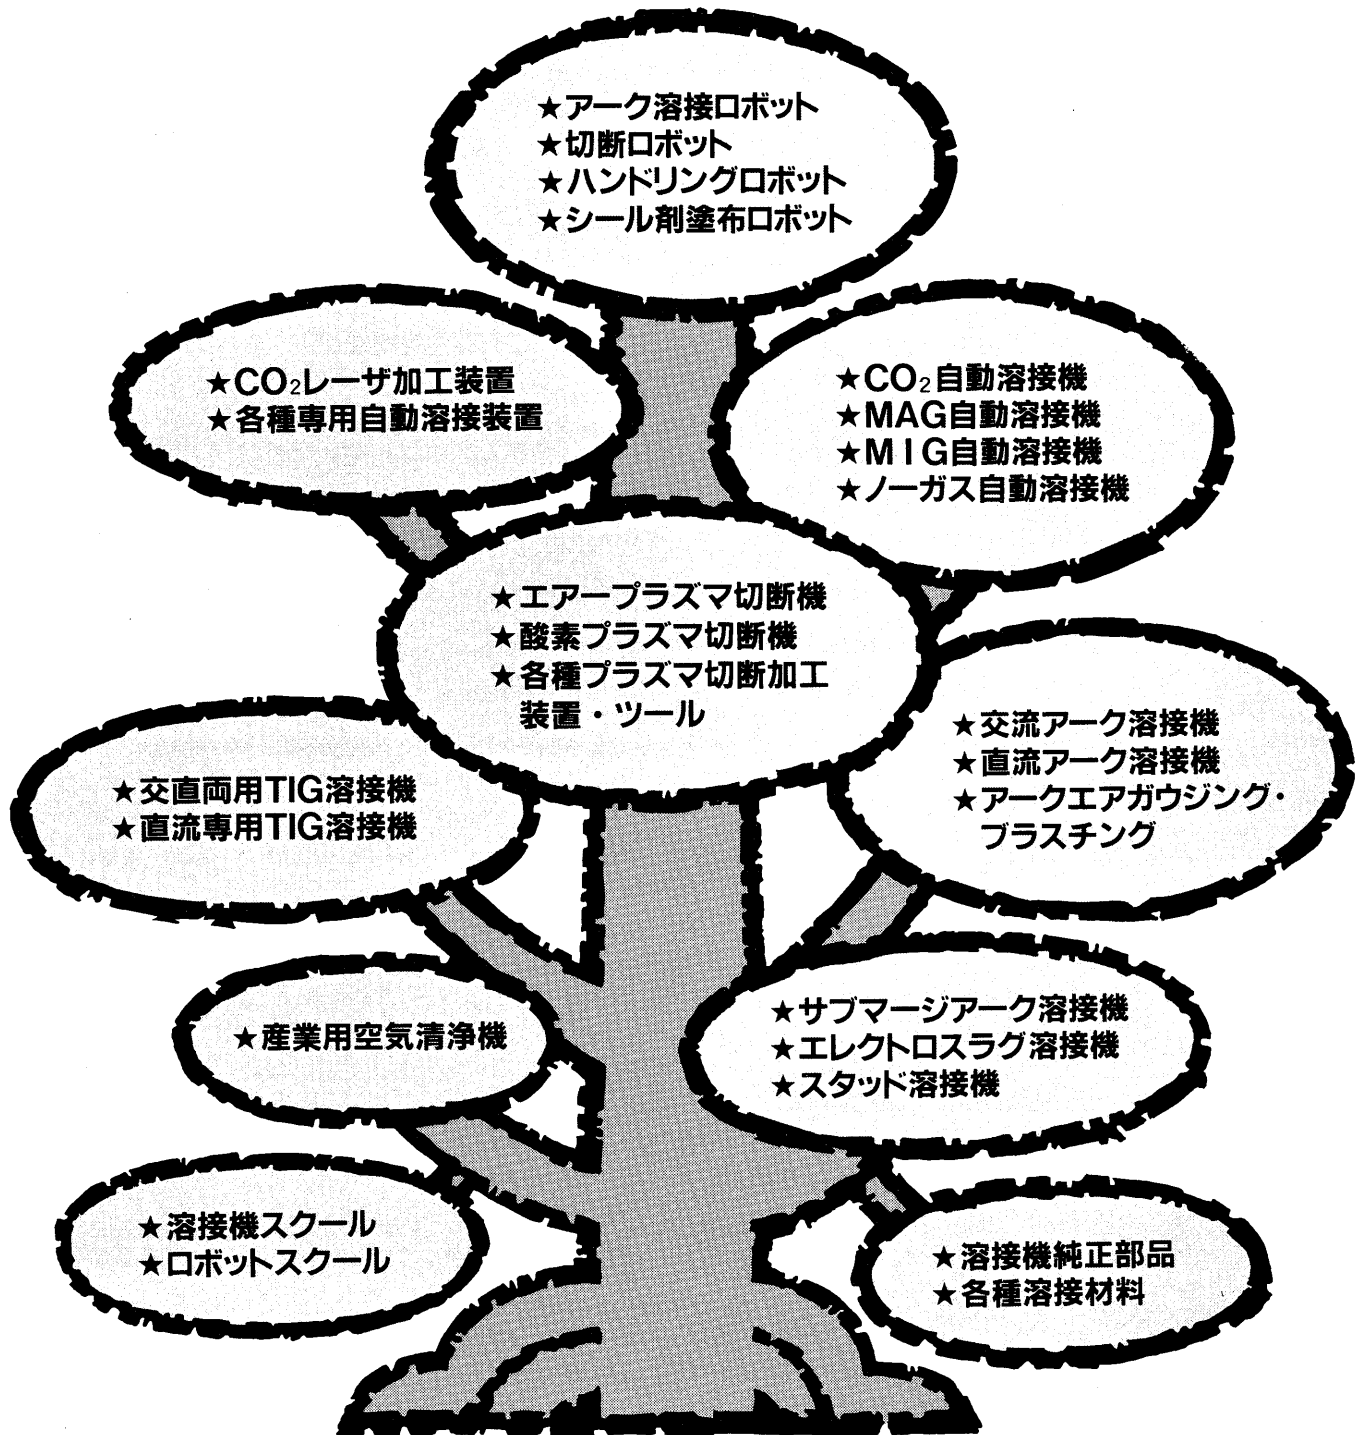 ★アーク溶接ロボット
★切断ロボット
★ハンドリングロボット
★シール剤塗布ロボット
★CO₂レーザ加工装置
★各種専用自動溶接装置
★CO₂自動溶接機
★MAG自動溶接機
★MIG自動溶接機
★ノーガス自動溶接機
★エアープラズマ切断機
★酸素プラズマ切断機
★各種プラズマ切断加工
装置・ツール
★交直両用TIG溶接機
★直流専用TIG溶接機
★交流アーク溶接機
★直流アーク溶接機
★アークエアガウジング・
ブラスチング
★産業用空気清浄機
★サブマージアーク溶接機
★エレクトロスラグ溶接機
★スタッド溶接機
★溶接機スクール
★ロボットスクール
★溶接機純正部品
★各種溶接材料